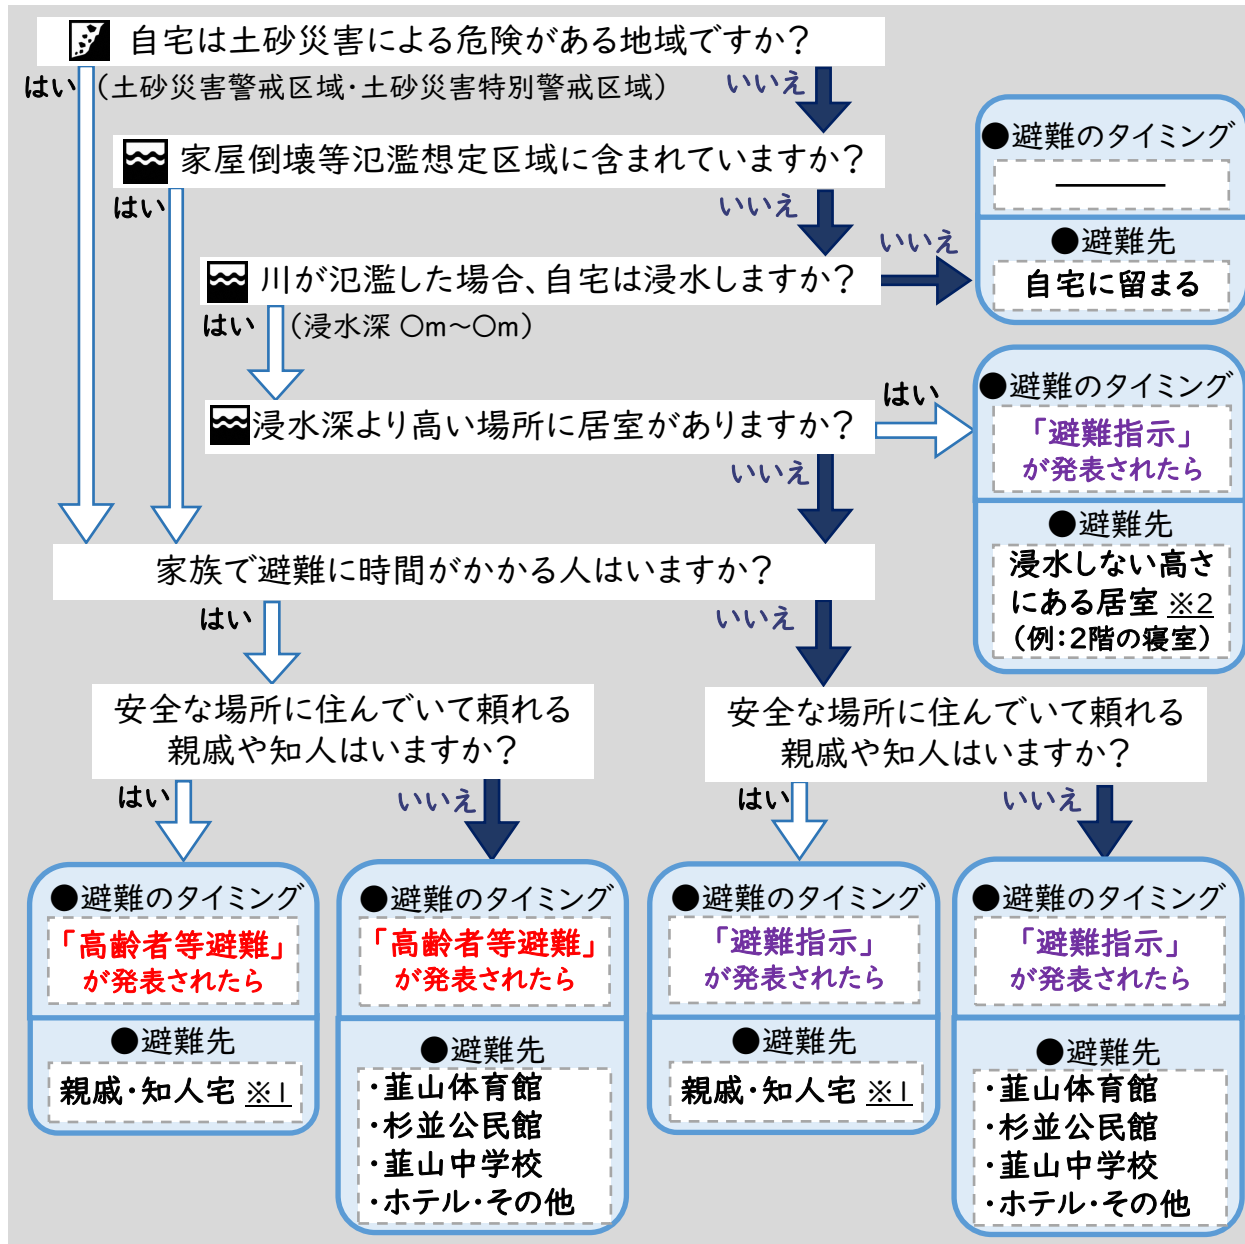 自宅は土砂災害による危険がある地域ですか？
はい
（土砂災害警戒区域・土砂災害特別警戒区域）
いいえ
家屋倒壊等氾濫想定区域に含まれていますか？
はい
いいえ
川が氾濫した場合、自宅は浸水しますか？
いいえ
はい
（浸水深 〇m～〇m）
●避難のタイミング
―――
●避難先
自宅に留まる
浸水深より高い場所に居室がありますか？
はい
いいえ
●避難のタイミング
「避難指示」
が発表されたら
●避難先
浸水しない高さ
にある居室 ※2
（例：2階の寝室）
家族で避難に時間がかかる人はいますか？
はい
いいえ
安全な場所に住んでいて頼れる
親戚や知人はいますか？
はい
いいえ
安全な場所に住んでいて頼れる
親戚や知人はいますか？
はい
いいえ
●避難のタイミング
「高齢者等避難」
が発表されたら
●避難先
親戚・知人宅 ※1
●避難のタイミング
「高齢者等避難」
が発表されたら
●避難先
・韮山体育館
・杉並公民館
・韮山中学校
・ホテル・その他
●避難のタイミング
「避難指示」
が発表されたら
●避難先
親戚・知人宅 ※1
●避難のタイミング
「避難指示」
が発表されたら
●避難先
・韮山体育館
・杉並公民館
・韮山中学校
・ホテル・その他